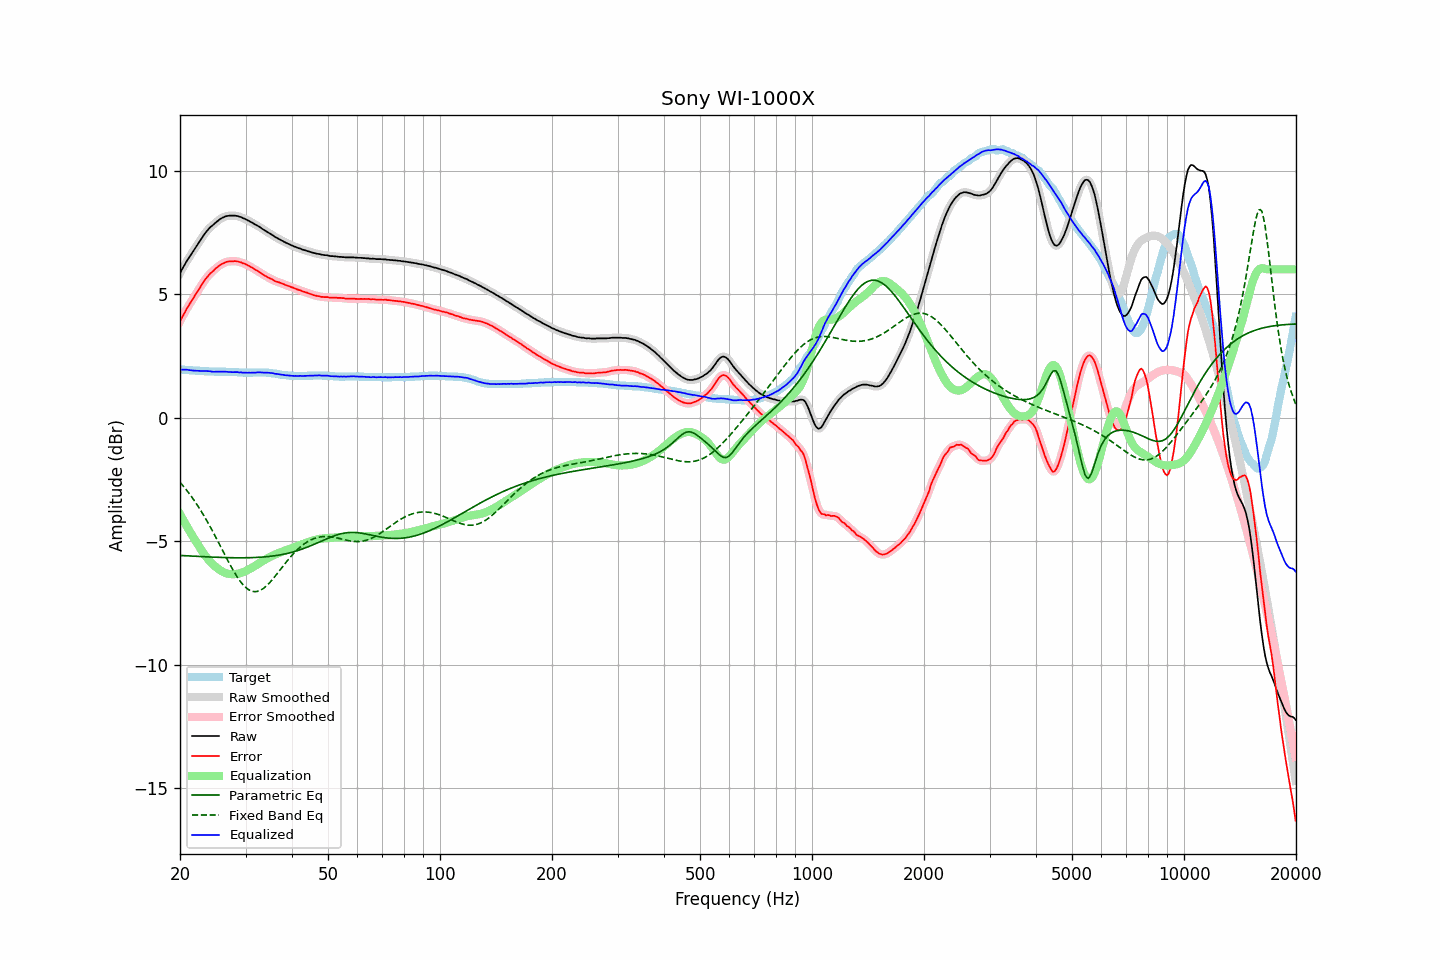 Sony WI-1000X
Amplitude (dBr)
10
5
0
−5
−10
−15
Target
Raw Smoothed
Error Smoothed
Raw
Error
Equalization
Parametric Eq
Fixed Band Eq
Equalized
20 50 100 200 500 1000 2000 5000 10000 20000
Frequency (Hz)